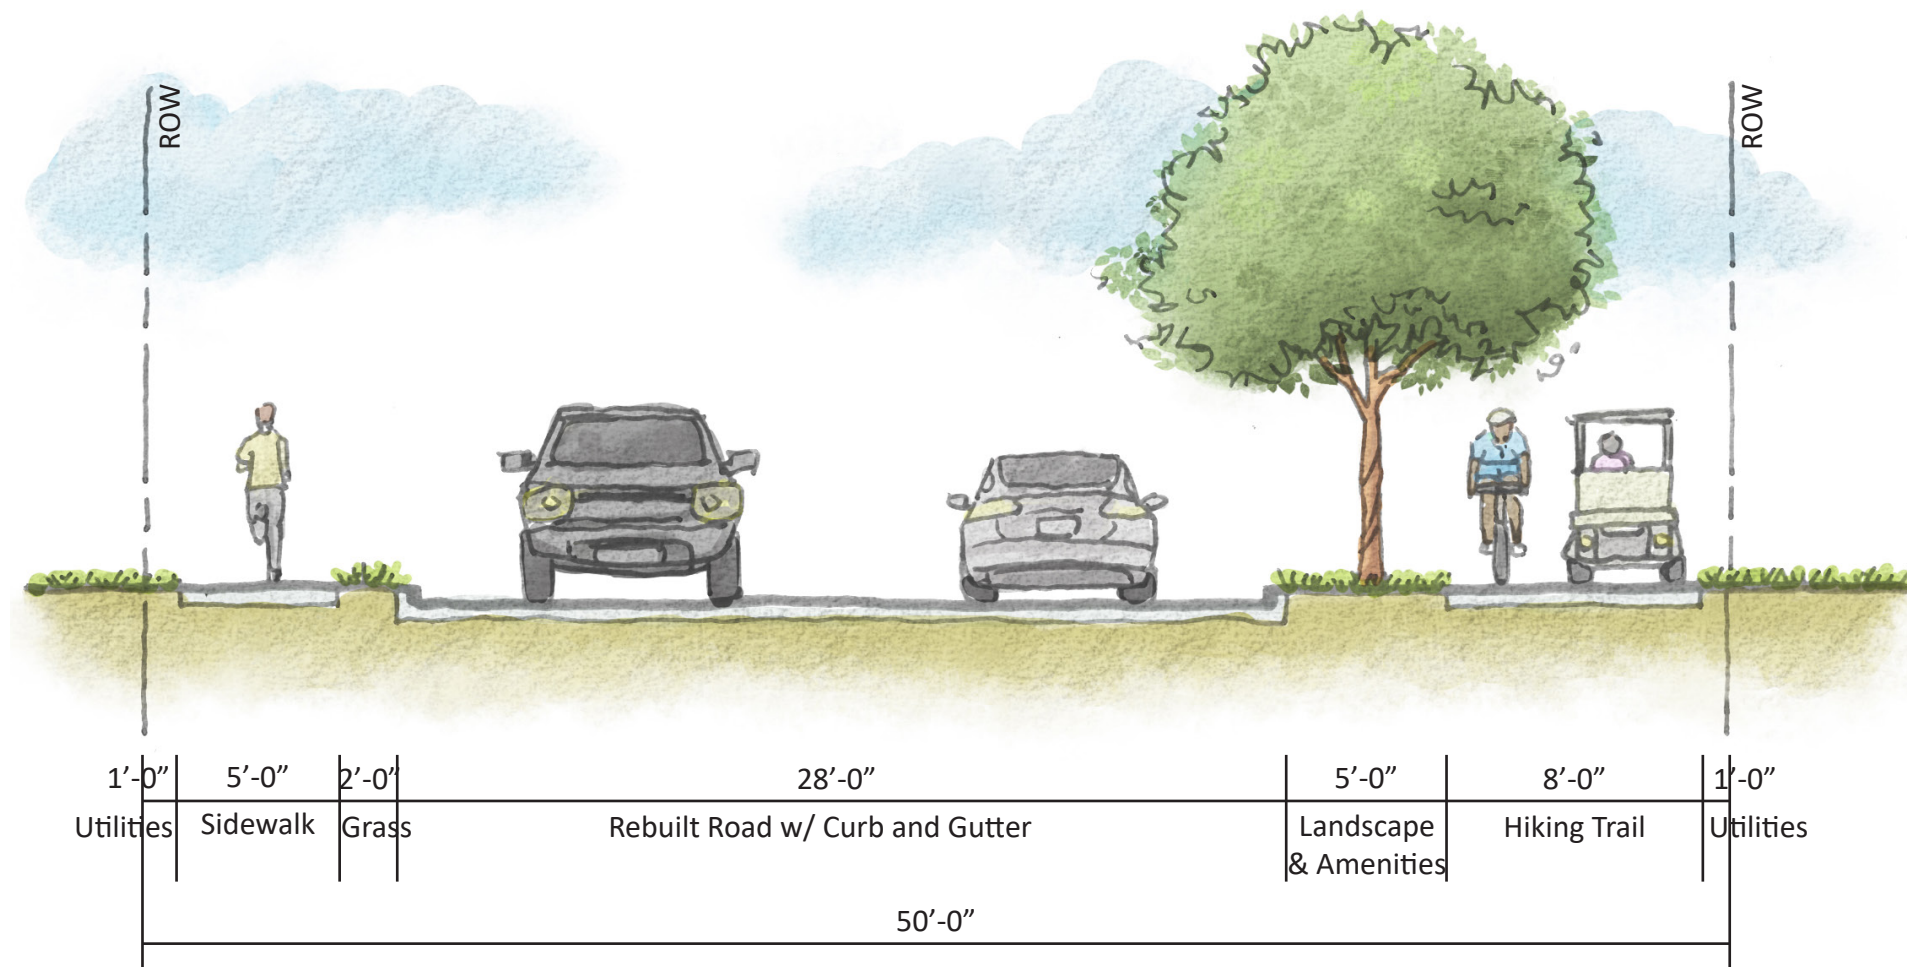 ROW
ROW
1’-0”
5’-0”
2’-0”
28’-0”
5’-0”
8’-0”
1’-0”
Utilities
Sidewalk
Grass
Rebuilt Road w/ Curb and Gutter
Landscape
& Amenities
Hiking Trail
Utilities
50’-0”